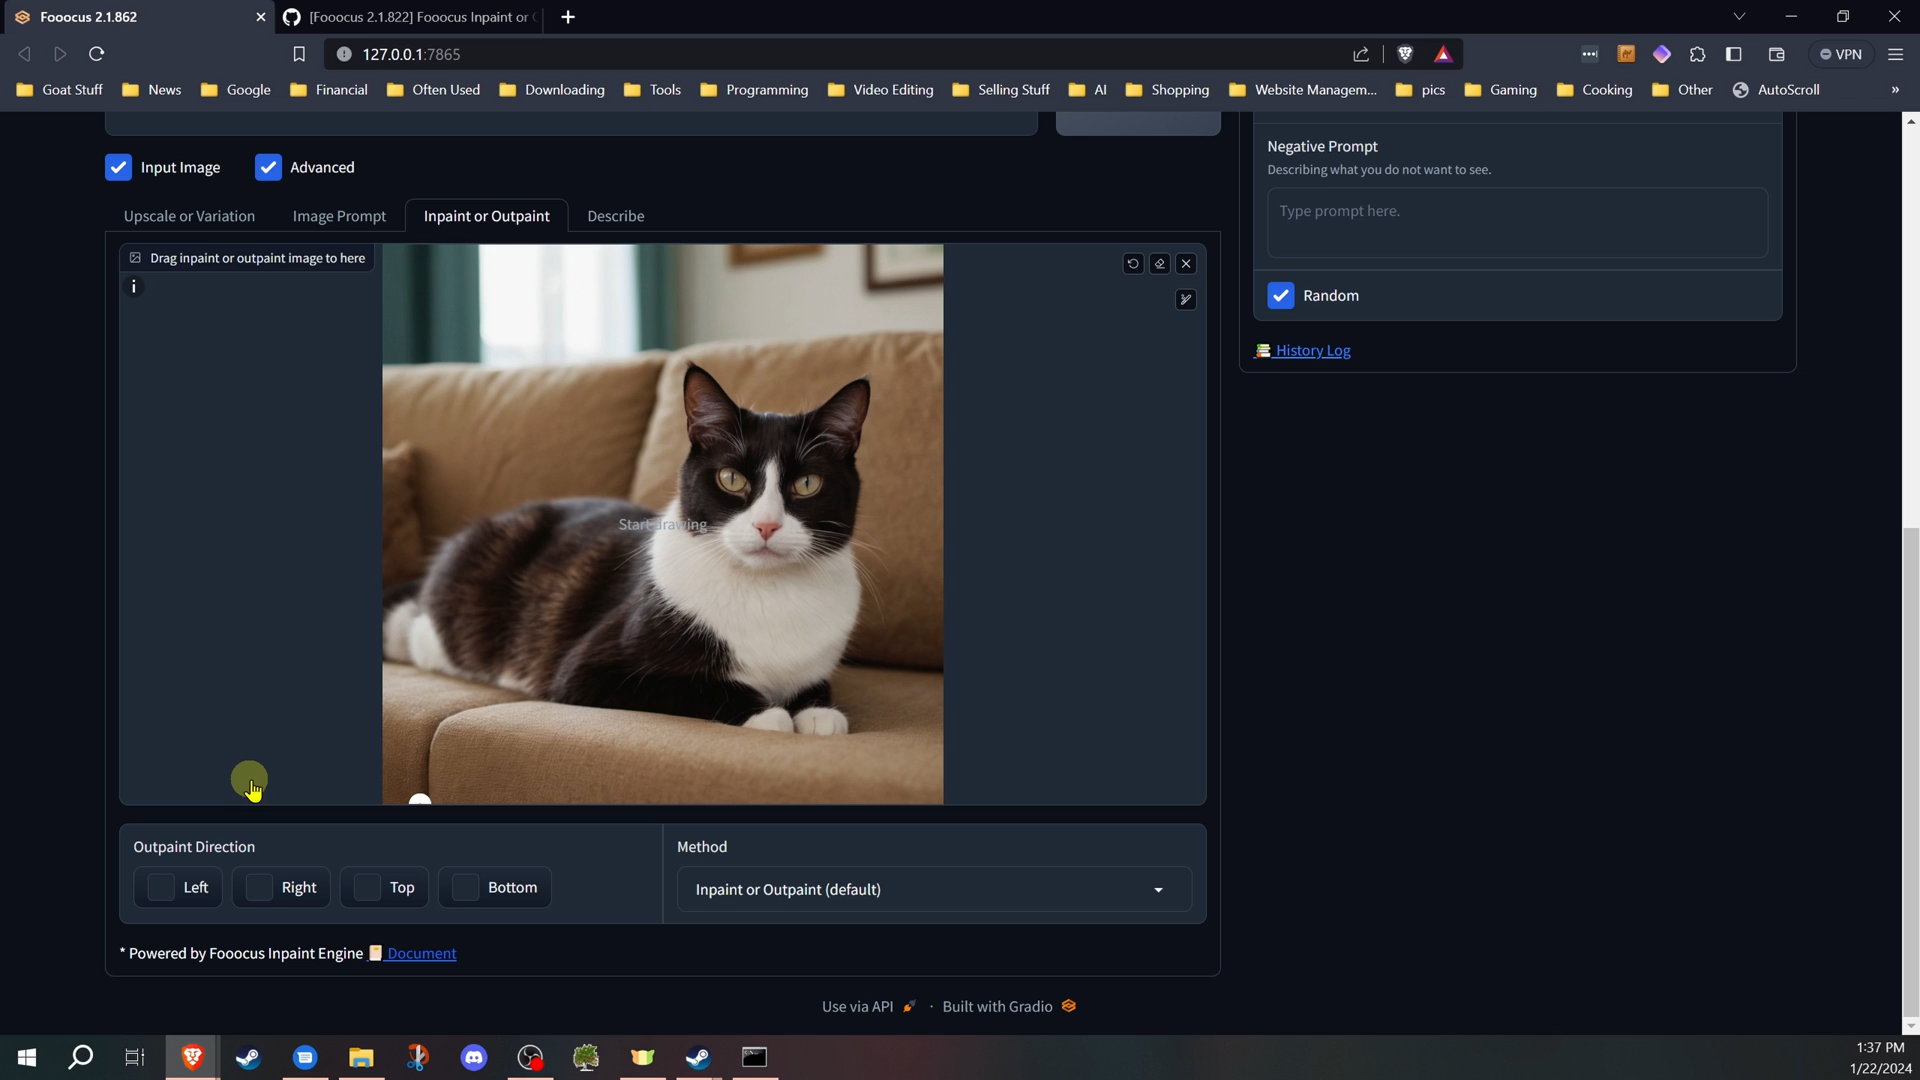 Fooocus 2.1.862
[Fooocus 2.1.822] Fooocus Inpaint or
127.0.0.1:7865
VPN
Goat Stuff
News
Google
Financial
Often Used
Downloading
Tools
Programming
Video Editing
Selling Stuff
AI
Shopping
Website Managem...
pics
Gaming
Cooking
Other
AutoScroll
»
Input Image
Advanced
Upscale or Variation
Image Prompt
Inpaint or Outpaint
Describe
Drag inpaint or outpaint image to here
i
Start drawing
Outpaint Direction
Left
Right
Top
Bottom
Method
Inpaint or Outpaint (default)
* Powered by Fooocus Inpaint Engine 📔 Document
Negative Prompt
Describing what you do not want to see.
Type prompt here.
Random
📚 History Log
Use via API 🚀 · Built with Gradio
1:37 PM
1/22/2024